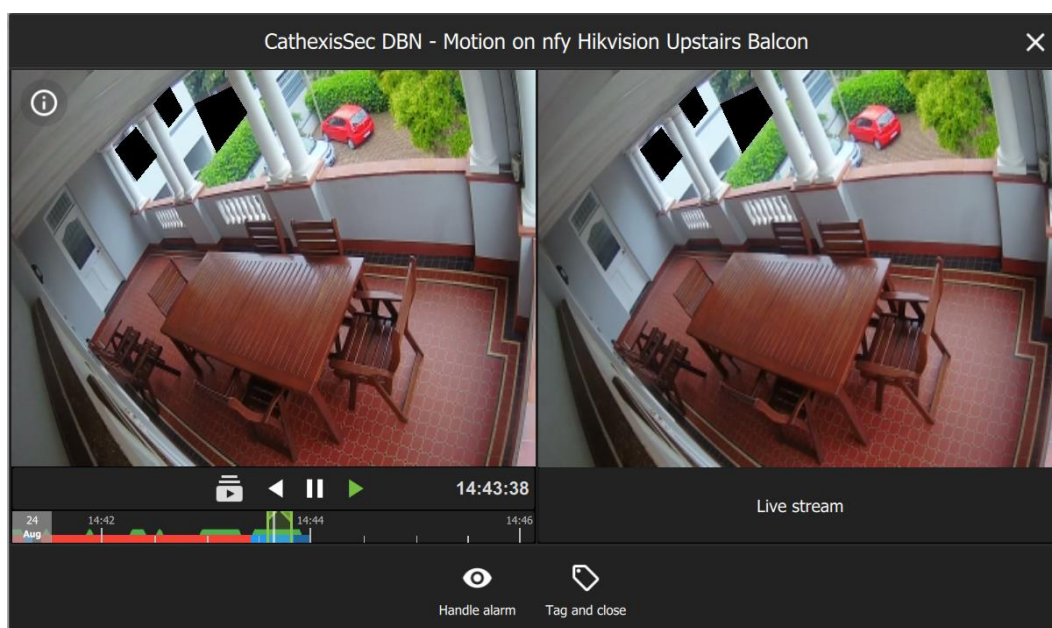 CathexisSec DBN - Motion on nfy Hikvision Upstairs Balcon
14:43:38
Live stream
24
Aug
14:42
14:44
14:46
Handle alarm
Tag and close